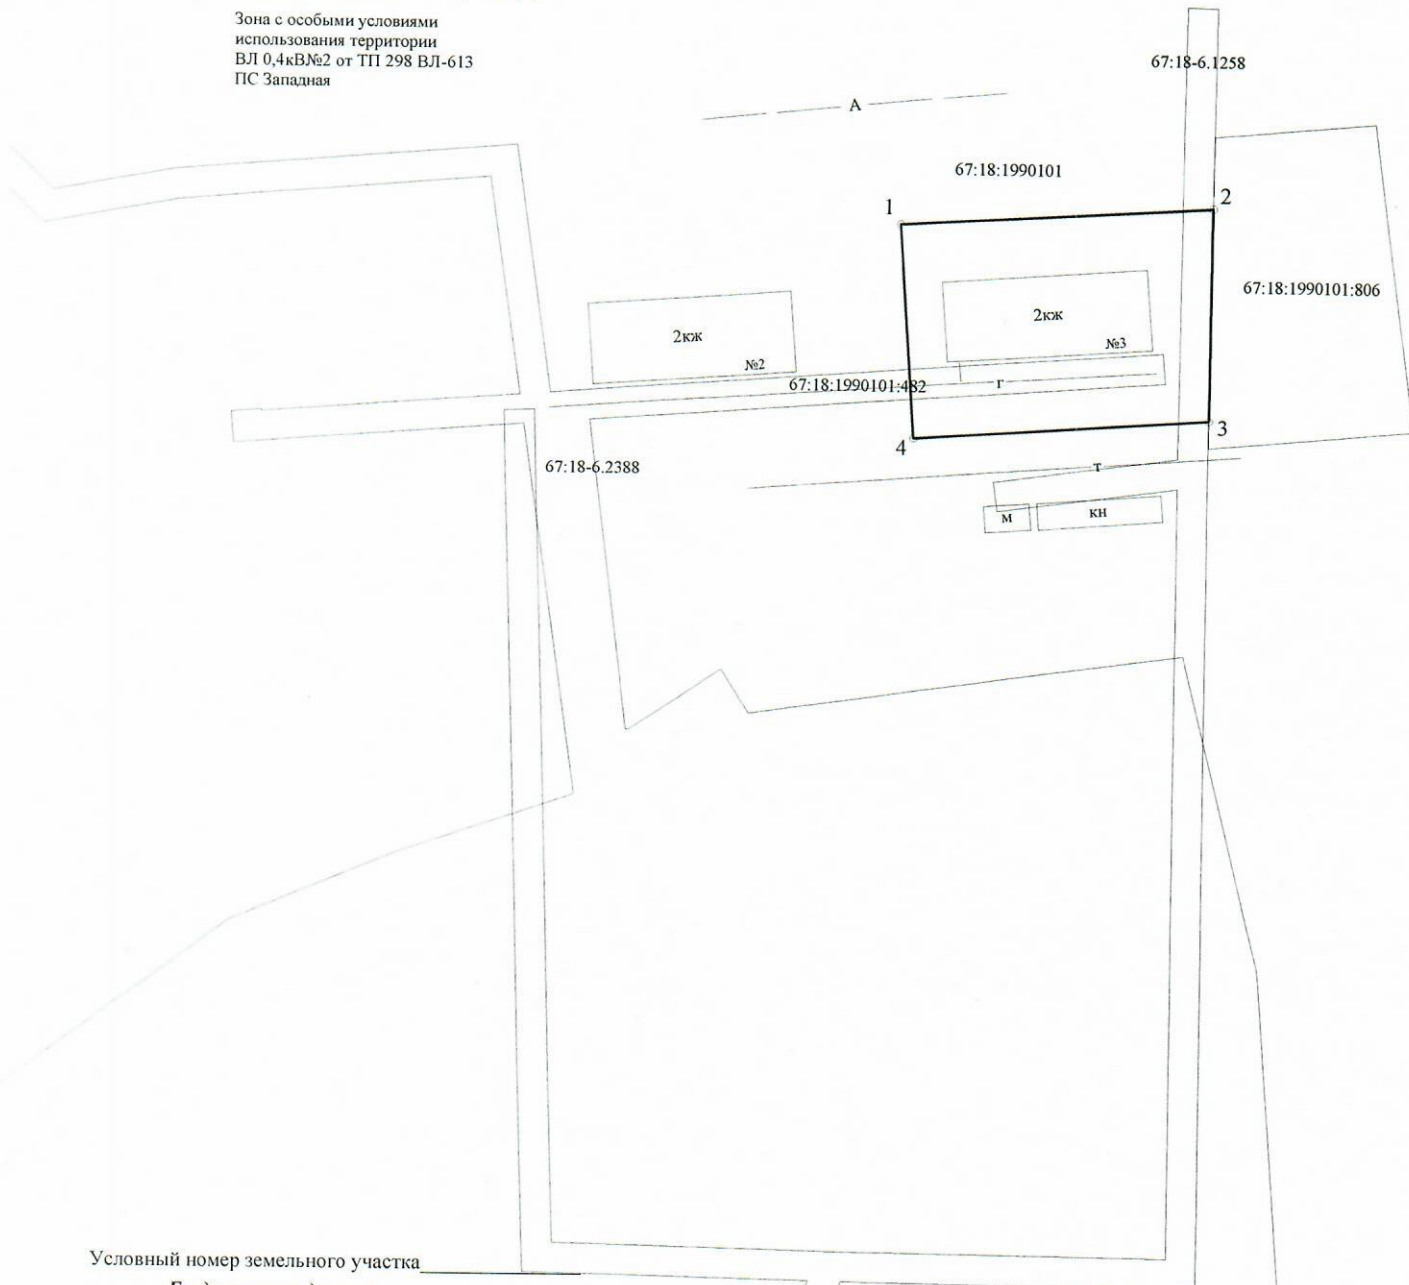 Зона с особыми условиями
использования территории
ВЛ 0,4кВ№2 от ТП 298 ВЛ-613
ПС Западная
67:18-6.1258
А
67:18:1990101
1
2
67:18:1990101:806
2кж
№3
2кж
№2
67:18:1990101:482
г
3
4
67:18-6.2388
т
м
кн
Условный номер земельного участка